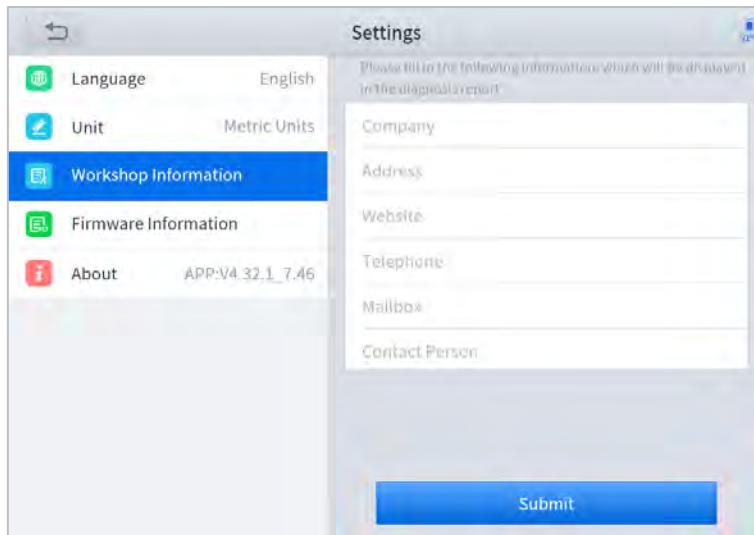 Settings
Language English
Unit Metric Units
Workshop Information
Firmware Information
About APP:V4.32.1_7.46
Please fill in the following information which will be displayed
in the diagnosis report
Company
Address
Website
Telephone
Mailbox
Contact Person
Submit